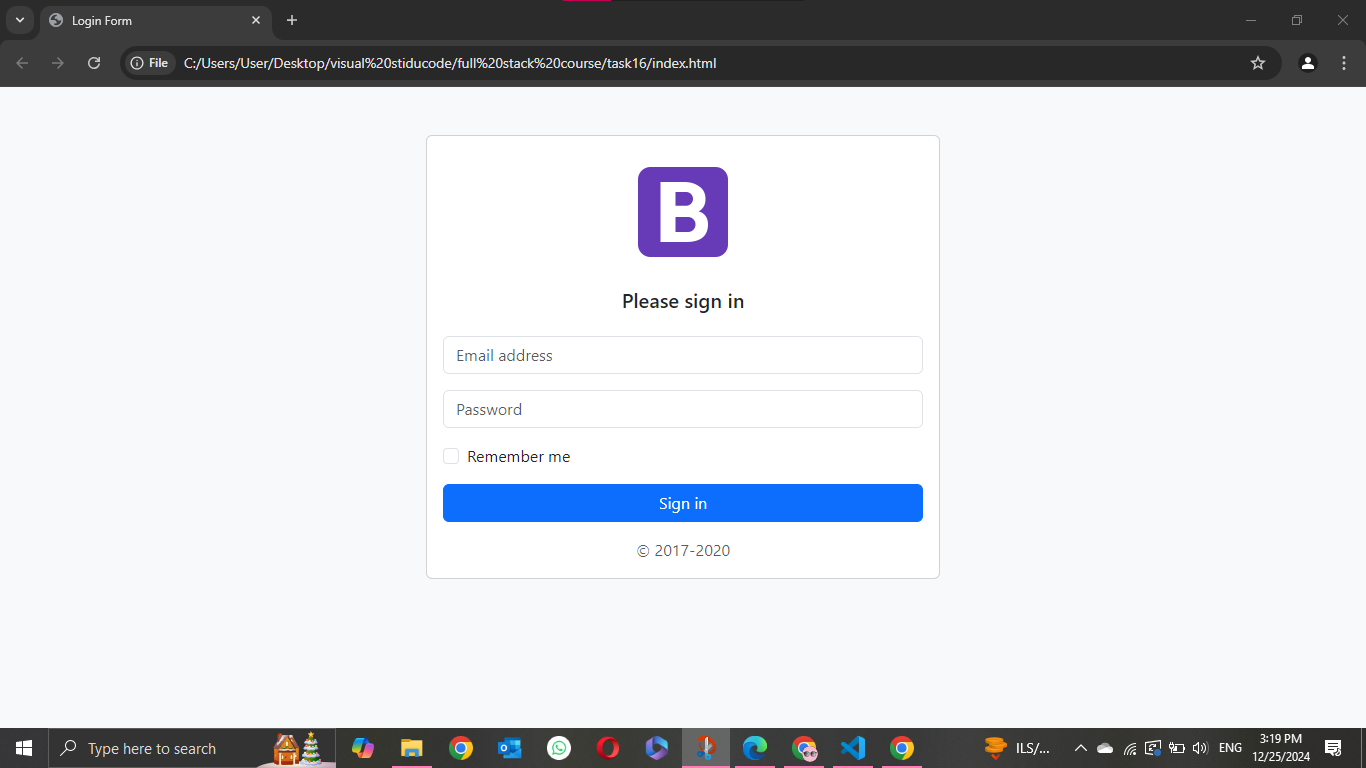 Login Form
File C:/Users/User/Desktop/visual%20stiducode/full%20stack%20course/task16/index.html
B
Please sign in
Email address
Password
Remember me
Sign in
© 2017-2020
Type here to search
ILS/...
ENG
3:19 PM
12/25/2024